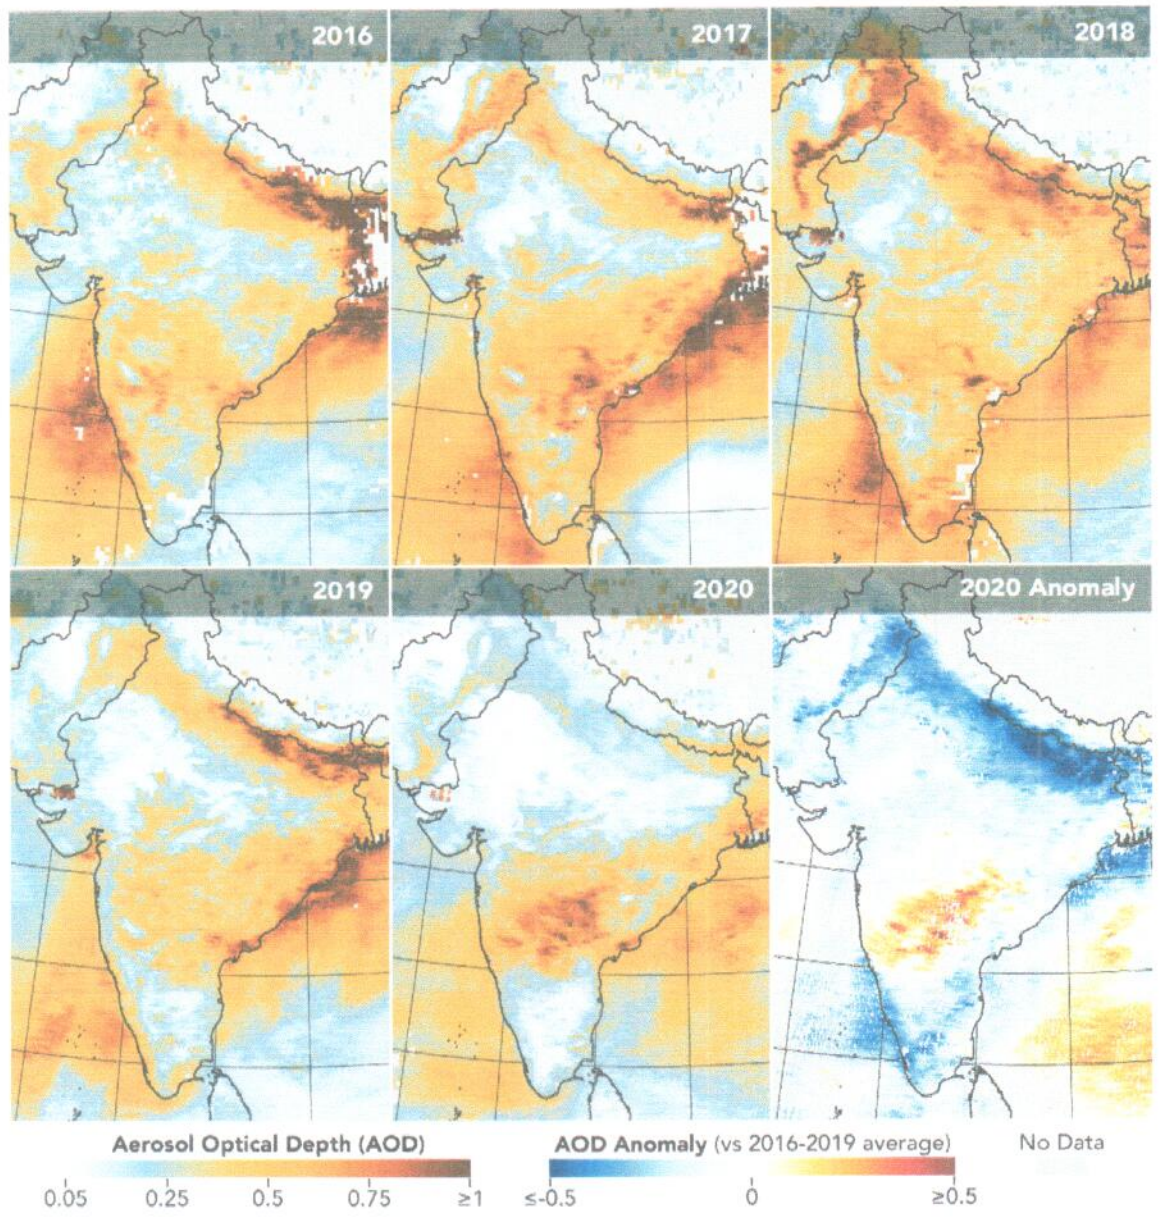 2016
2017
2018
2019
2020
2020 Anomaly
Aerosol Optical Depth (AOD)
0.05 0.25 0.5 0.75 ≥1
AOD Anomaly (vs 2016-2019 average)
≤-0.5 0 ≥0.5
No Data